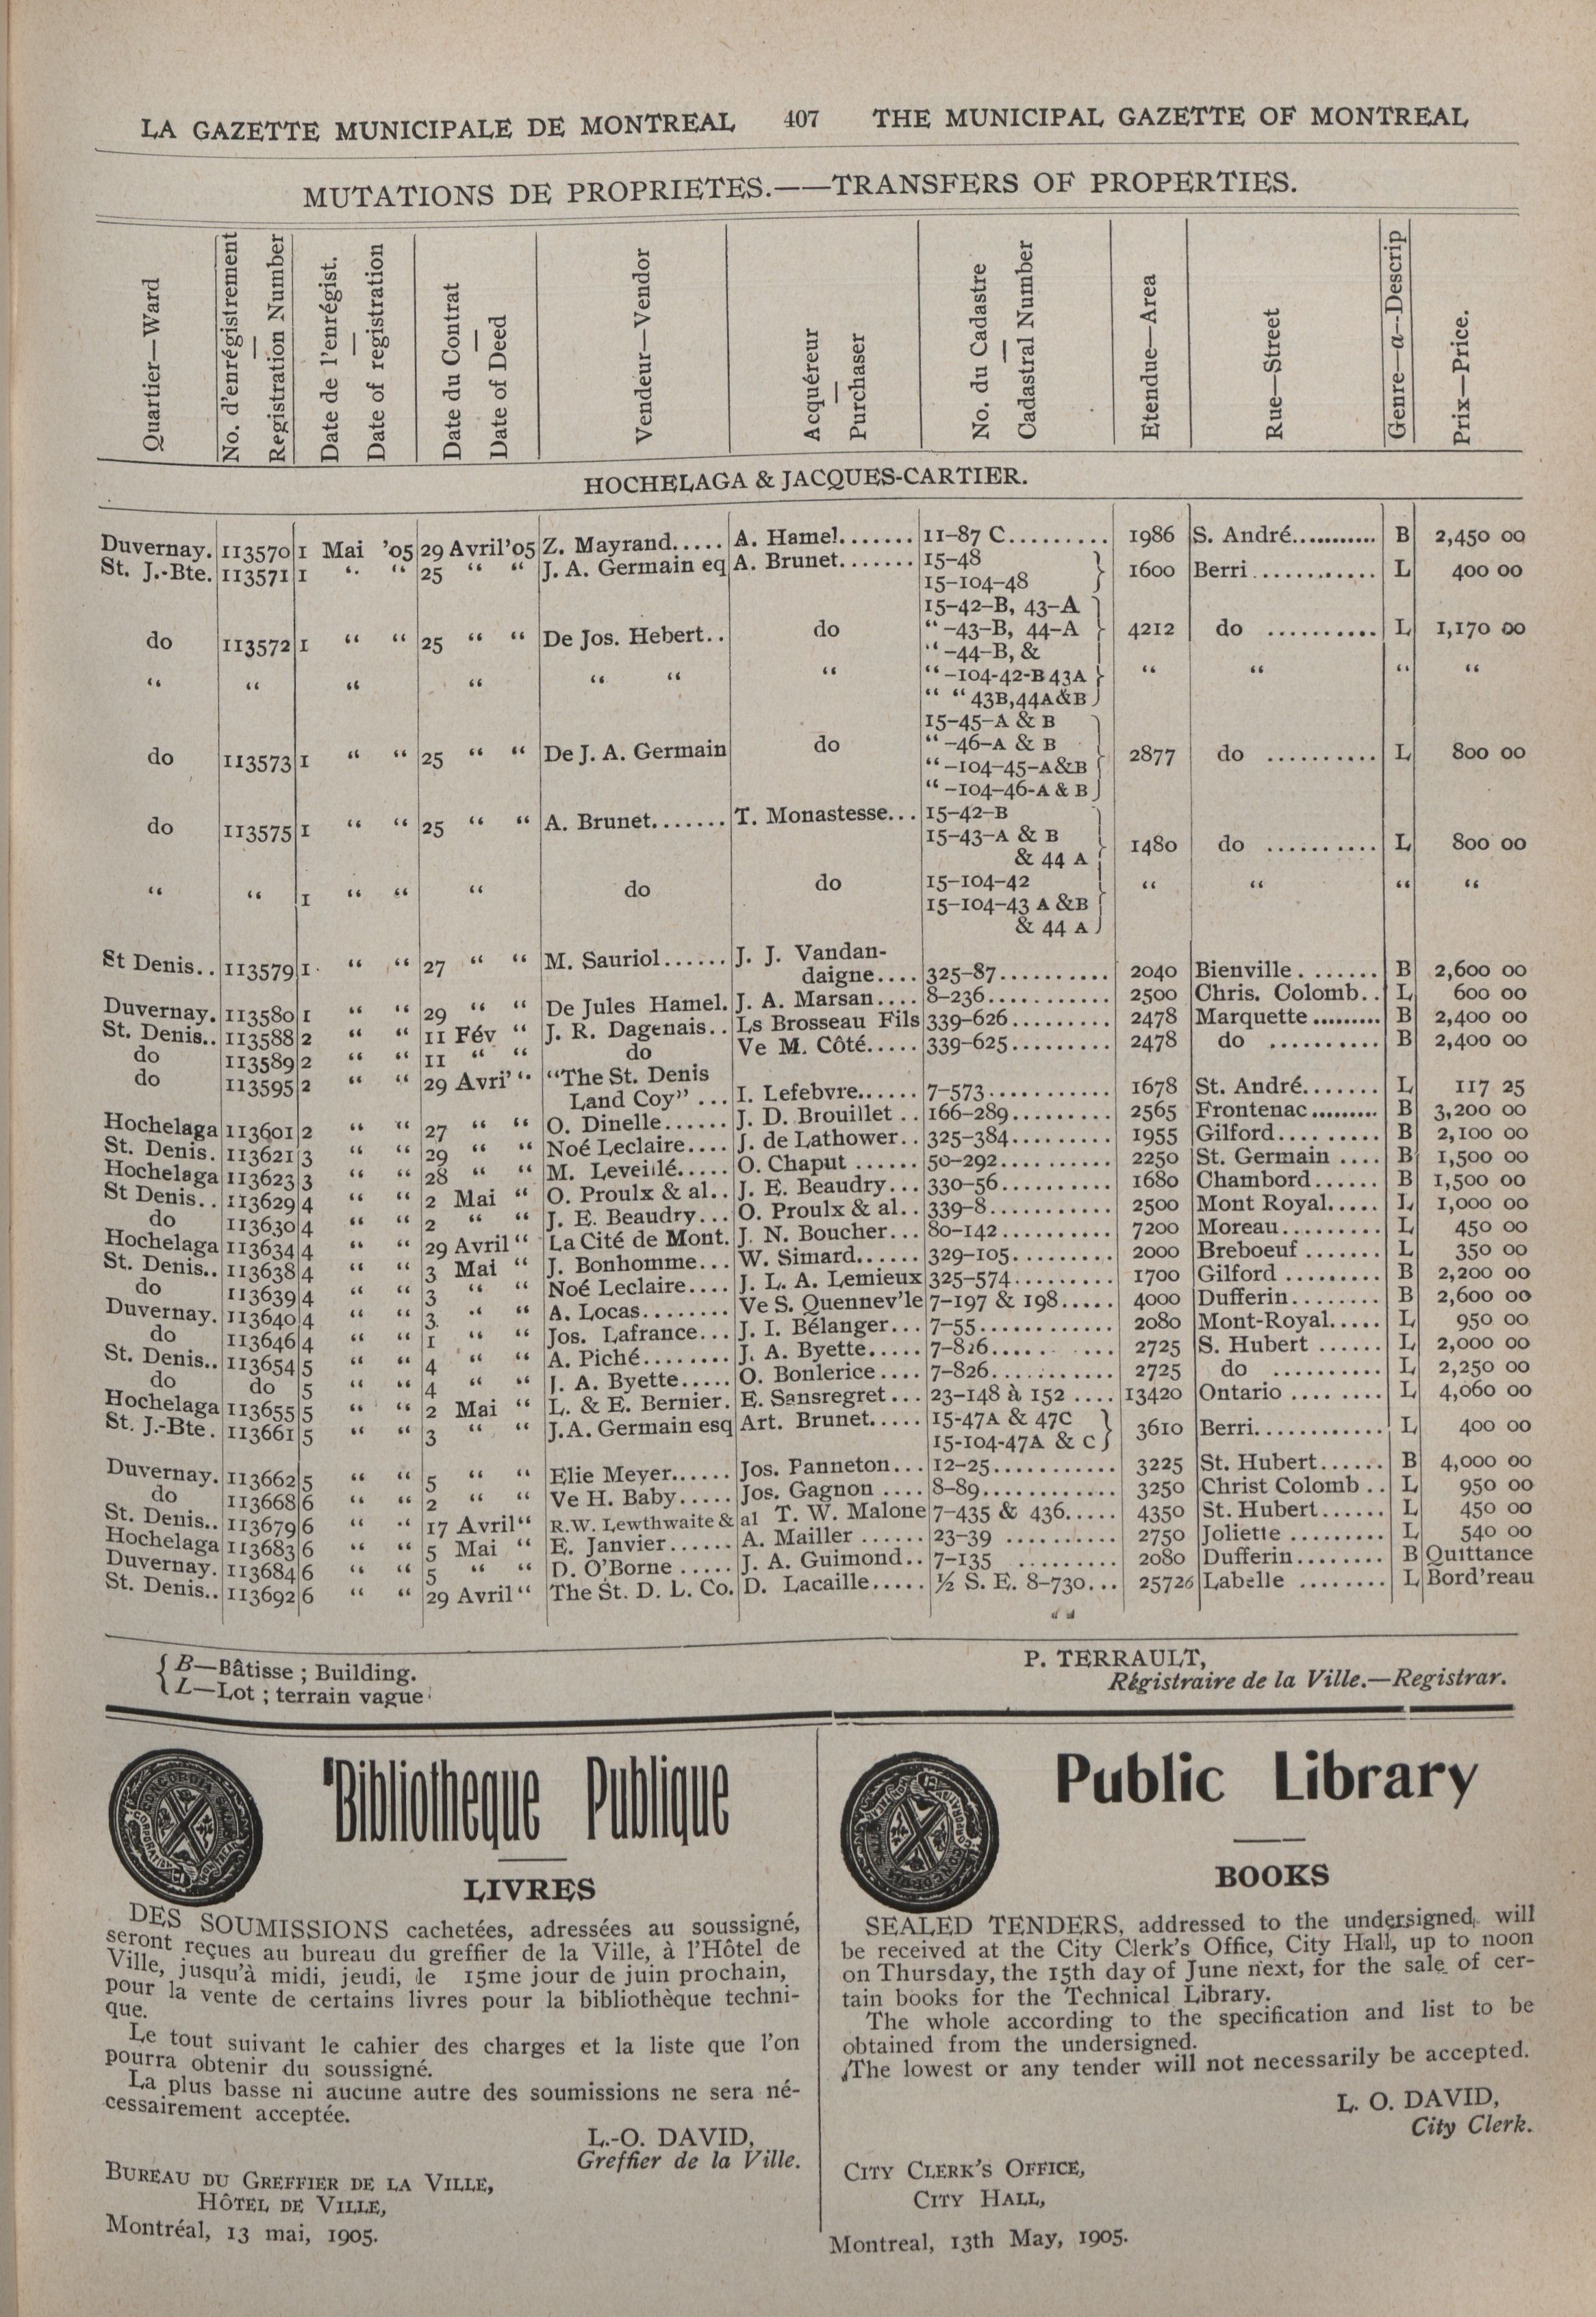 LA GAZETTE MUNICIPALE DE MONTREAL 407 THE MUNICIPAL GAZETTE OF MONTREAL
MUTATIONS DE PROPRIETES.——TRANSFERS OF PROPERTIES.
Quartier—Ward
No. d'enrégistrement — Registration Number
Date de l'enrégist. — Date of registration
Date du Contrat — Date of Deed
Vendeur—Vendor
Acquéreur — Purchaser
No. du Cadastre — Cadastral Number
Etendue—Area
Rue—Street
Genre—a—Descrip
Prix—Price.
HOCHELAGA & JACQUES-CARTIER.
Duvernay. 113570 1 Mai '05 29 Avril'05 Z. Mayrand..... A. Hamel....... 11-87 C......... 1986 S. André........... B 2,450 00
St. J.-Bte. 113571 1 “ “ 25 “ “ J. A. Germain eq A. Brunet....... 15-48
15-104-48 } 1600 Berri............ L 400 00
15-42-B, 43-A
do 113572 1 “ “ 25 “ “ De Jos. Hebert.. do “ -43-B, 44-A } 4212 do .......... L 1,170 00
“ -44-B, &
“ “ “ “ “ “ “ “ -104-42-B 43A } “ “ “ “
“ “ 43B,44A&B
15-45-A & B
do 113573 1 “ “ 25 “ “ De J. A. Germain do “ -46-A & B } 2877 do .......... L 800 00
“ -104-45-A&B
“ -104-46-A & B
do 113575 1 “ “ 25 “ “ A. Brunet....... T. Monastesse... 15-42-B
15-43-A & B } 1480 do .......... L 800 00
& 44 A
“ “ 1 “ “ “ do do 15-104-42 “ “ “ “
15-104-43 A &B
& 44 A
St Denis.. 113579 1 “ “ 27 “ “ M. Sauriol...... J. J. Vandan-
daigne.... 325-87.......... 2040 Bienville. ....... B 2,600 00
Duvernay. 113580 1 “ “ 29 “ “ De Jules Hamel. J. A. Marsan.... 8-236........... 2500 Chris. Colomb.. L 600 00
St. Denis.. 113588 2 “ “ 11 Fév “ J. R. Dagenais.. Ls Brosseau Fils 339-626......... 2478 Marquette ......... B 2,400 00
do 113589 2 “ “ 11 “ “ do Ve M. Côté..... 339-625......... 2478 do .......... B 2,400 00
do 113595 2 “ “ 29 Avri' “ “The St. Denis
Land Coy” ... I. Lefebvre...... 7-573........... 1678 St. André....... L 117 25
Hochelaga 113601 2 “ “ 27 “ “ O. Dinelle...... J. D. Brouillet .. 166-289......... 2565 Frontenac ......... B 3,200 00
St. Denis. 113621 3 “ “ 29 “ “ Noé Leclaire.... J. de Lathower.. 325-384......... 1955 Gilford.... ..... B 2,100 00
Hochelaga 113623 3 “ “ 28 “ “ M. Leveillé..... O. Chaput ...... 50-292.......... 2250 St. Germain .... B 1,500 00
St Denis.. 113629 4 “ “ 2 Mai “ O. Proulx & al.. J. E. Beaudry... 330-56.......... 1680 Chambord...... B 1,500 00
do 113630 4 “ “ 2 “ “ J. E. Beaudry... O. Proulx & al.. 339-8........... 2500 Mont Royal..... L 1,000 00
Hochelaga 113634 4 “ “ 29 Avril “ La Cité de Mont. J. N. Boucher... 80-142.......... 7200 Moreau......... L 450 00
St. Denis.. 113638 4 “ “ 3 Mai “ J. Bonhomme... W. Simard...... 329-105......... 2000 Breboeuf ....... L 350 00
do 113639 4 “ “ 3 “ “ Noé Leclaire.... J. L. A. Lemieux 325-574......... 1700 Gilford ......... B 2,200 00
Duvernay. 113640 4 “ “ 3. “ “ A. Locas........ Ve S. Quennev'le 7-197 & 198..... 4000 Dufferin........ B 2,600 00
do 113646 4 “ “ 1 “ “ Jos. Lafrance... J. I. Bélanger... 7-55............ 2080 Mont-Royal..... L 950 00
St. Denis.. 113654 5 “ “ 4 “ “ A. Piché........ J. A. Byette..... 7-826..... ..... 2725 S. Hubert ...... L 2,000 00
do do 5 “ “ 4 “ “ J. A. Byette..... O. Bonlerice .... 7-826........... 2725 do .......... L 2,250 00
Hochelaga 113655 5 “ “ 2 Mai “ L. & E. Bernier. E. Sansregret ... 23-148 à 152 .... 13420 Ontario ........ L 4,060 00
St. J.-Bte. 113661 5 “ “ 3 “ “ J.A. Germain esq Art. Brunet..... 15-47A & 47C
15-104-47A & C } 3610 Berri............ L 400 00
Duvernay. 113662 5 “ “ 5 “ “ Elie Meyer...... Jos. Panneton... 12-25........... 3225 St. Hubert...... B 4,000 00
do 113668 6 “ “ 2 “ “ Ve H. Baby..... Jos. Gagnon .... 8-89............ 3250 Christ Colomb .. L 950 00
St. Denis.. 113679 6 “ “ 17 Avril “ R.W. Lewthwaite & al T. W. Malone 7-435 & 436..... 4350 St. Hubert...... L 450 00
Hochelaga 113683 6 “ “ 5 Mai “ E. Janvier...... A. Mailler ...... 23-39 .......... 2750 Joliette ......... L 540 00
Duvernay. 113684 6 “ “ 5 “ “ D. O'Borne ..... J. A. Guimond.. 7-135 ......... 2080 Dufferin........ B Quittance
St. Denis.. 113692 6 “ “ 29 Avril “ The St. D. L. Co. D. Lacaille..... ½ S. E. 8-730... 25726 Labelle ........ L Bord'reau
B—Bâtisse ; Building.
L—Lot ; terrain vague
P. TERRAULT,
Régistraire de la Ville.—Registrar.
Bibliotheque Publique
LIVRES
DES SOUMISSIONS cachetées, adressées au soussigné,
seront reçues au bureau du greffier de la Ville, à l'Hôtel de
Ville, jusqu'à midi, jeudi, le 15me jour de juin prochain,
pour la vente de certains livres pour la bibliothèque techni-
que.
Le tout suivant le cahier des charges et la liste que l'on
pourra obtenir du soussigné.
La plus basse ni aucune autre des soumissions ne sera né-
cessairement acceptée.
L.-O. DAVID,
Greffier de la Ville.
BUREAU DU GREFFIER DE LA VILLE,
HÔTEL DE VILLE,
Montréal, 13 mai, 1905.
Public Library
BOOKS
SEALED TENDERS, addressed to the undersigned, will
be received at the City Clerk's Office, City Hall, up to noon
on Thursday, the 15th day of June next, for the sale of cer-
tain books for the Technical Library.
The whole according to the specification and list to be
obtained from the undersigned.
The lowest or any tender will not necessarily be accepted.
L. O. DAVID,
City Clerk.
CITY CLERK'S OFFICE,
CITY HALL,
Montreal, 13th May, 1905.